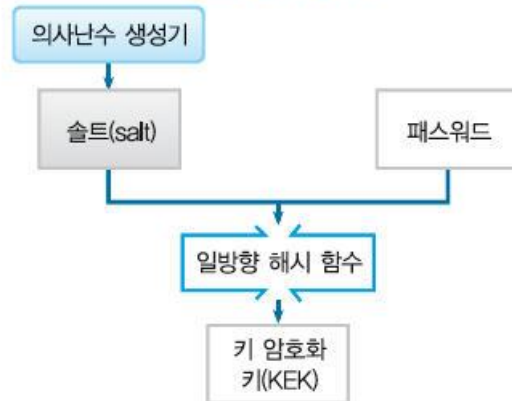 의사난수 생성기
솔트(salt)
패스워드
일방향 해시 함수
키 암호화
키(KEK)